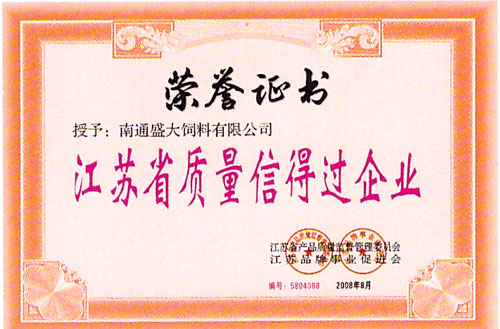 荣誉证书
授予：南通盛大饲料有限公司
江苏省质量信得过企业
江苏省产品质量监督管理委员会
江苏品牌事业促进会
编号：5804088 2008年8月